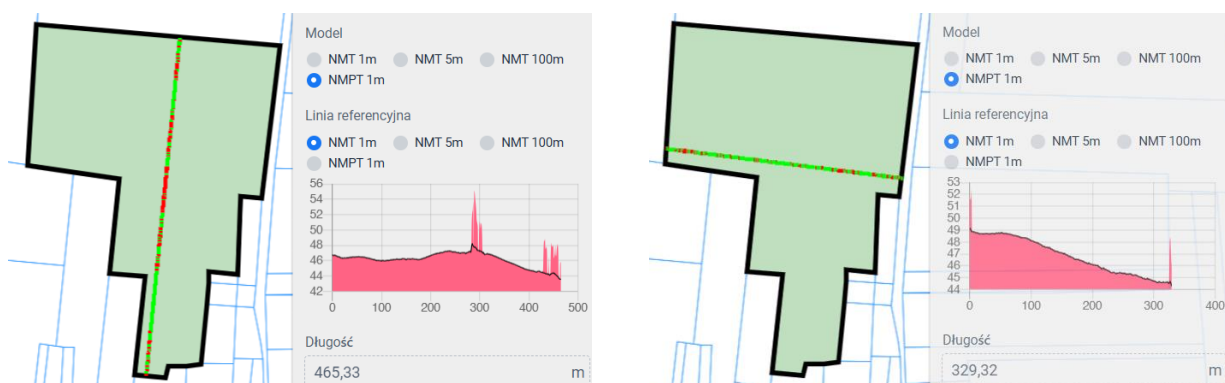 Model
NMT 1m NMT 5m NMT 100m
NMPT 1m
Linia referencyjna
NMT 1m NMT 5m NMT 100m
NMPT 1m
56
54
52
50
48
46
44
42
0 100 200 300 400 500
Długość
465,33 m
Model
NMT 1m NMT 5m NMT 100m
NMPT 1m
Linia referencyjna
NMT 1m NMT 5m NMT 100m
NMPT 1m
53
52
51
50
49
48
47
46
45
44
0 100 200 300 400
Długość
329,32 m